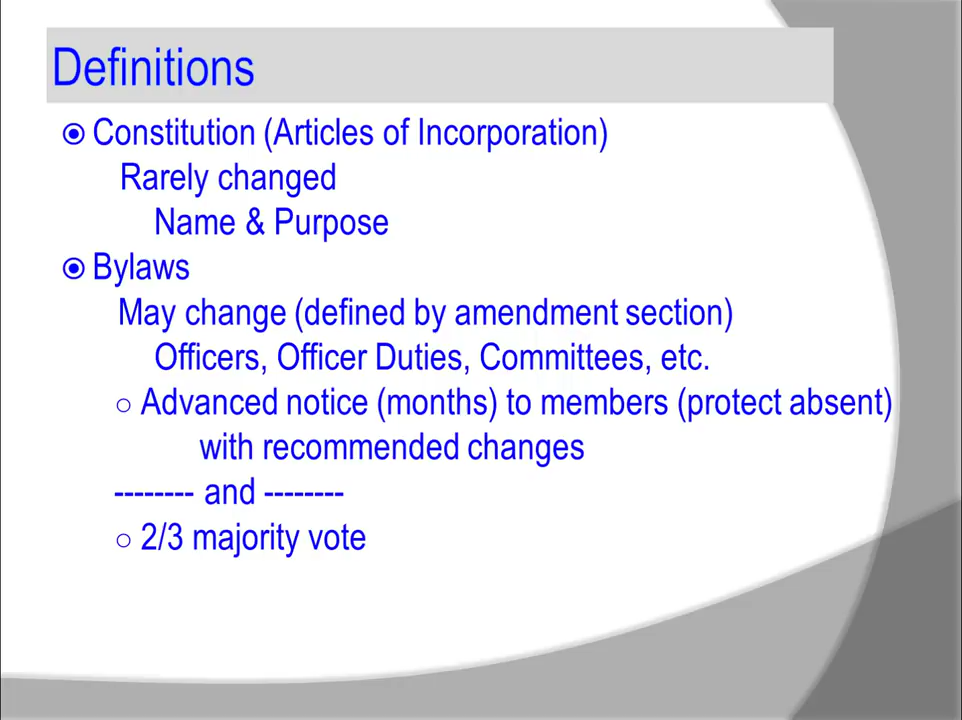 Definitions
Constitution (Articles of Incorporation)
Rarely changed
Name & Purpose
Bylaws
May change (defined by amendment section)
Officers, Officer Duties, Committees, etc.
Advanced notice (months) to members (protect absent)
with recommended changes
-------- and --------
2/3 majority vote